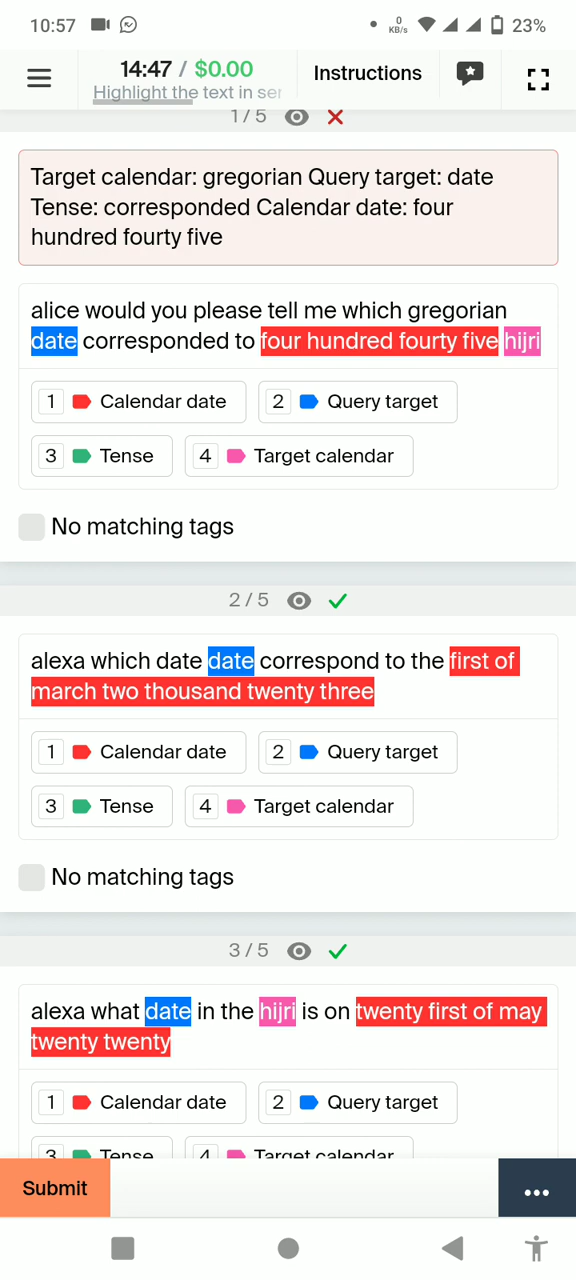 10:57
0
KB/s
23%
14:47 / $0.00
Highlight the text in ser
Instructions
1 / 5
Target calendar: gregorian Query target: date
Tense: corresponded Calendar date: four
hundred fourty five
alice would you please tell me which gregorian
date corresponded to four hundred fourty five hijri
1 Calendar date 2 Query target
3 Tense 4 Target calendar
No matching tags
2 / 5
alexa which date date correspond to the first of
march two thousand twenty three
1 Calendar date 2 Query target
3 Tense 4 Target calendar
No matching tags
3 / 5
alexa what date in the hijri is on twenty first of may
twenty twenty
1 Calendar date 2 Query target
3 Tense 4 Target calendar
Submit